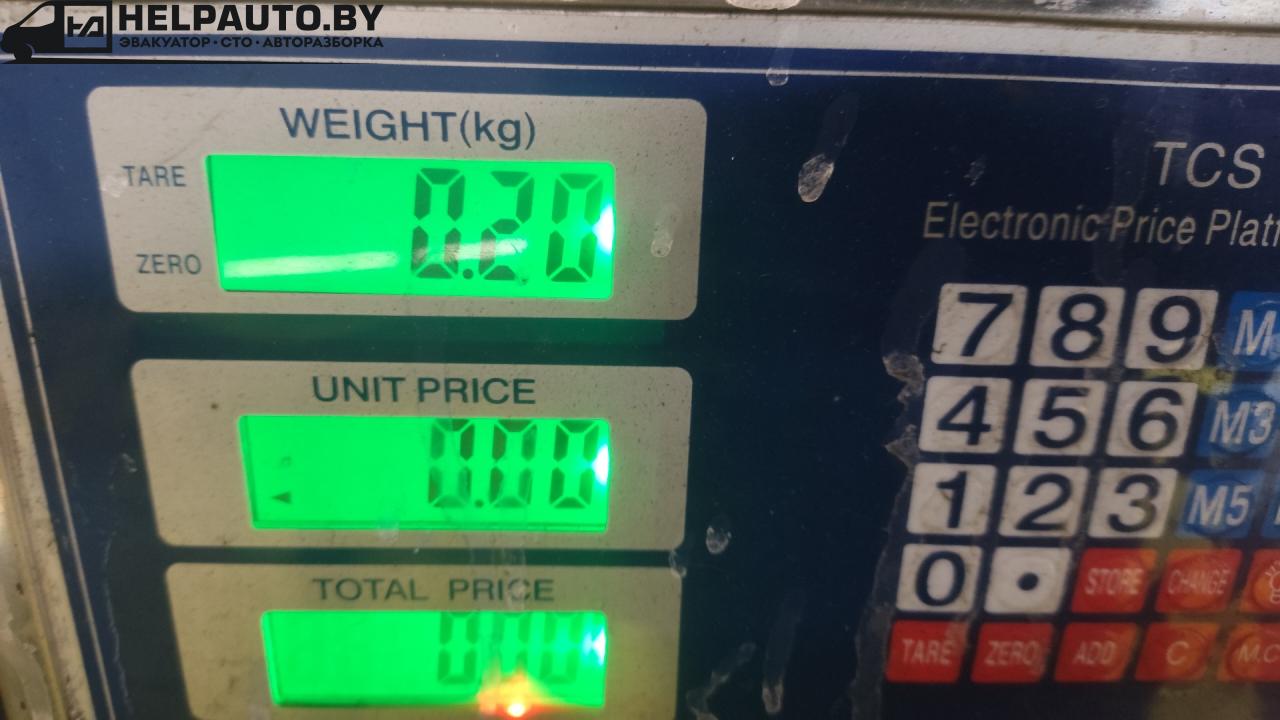 HELPAUTO.BY
ЭВАКУАТОР · СТО · АВТОРАЗБОРКА
WEIGHT(kg)
TARE
0.20
ZERO
UNIT PRICE
0.00
TOTAL PRICE
TCS
Electronic Price
7 8 9
4 5 6 M3
1 2 3 M5
0 • STORE CHANGE
TARE ZERO ADD C